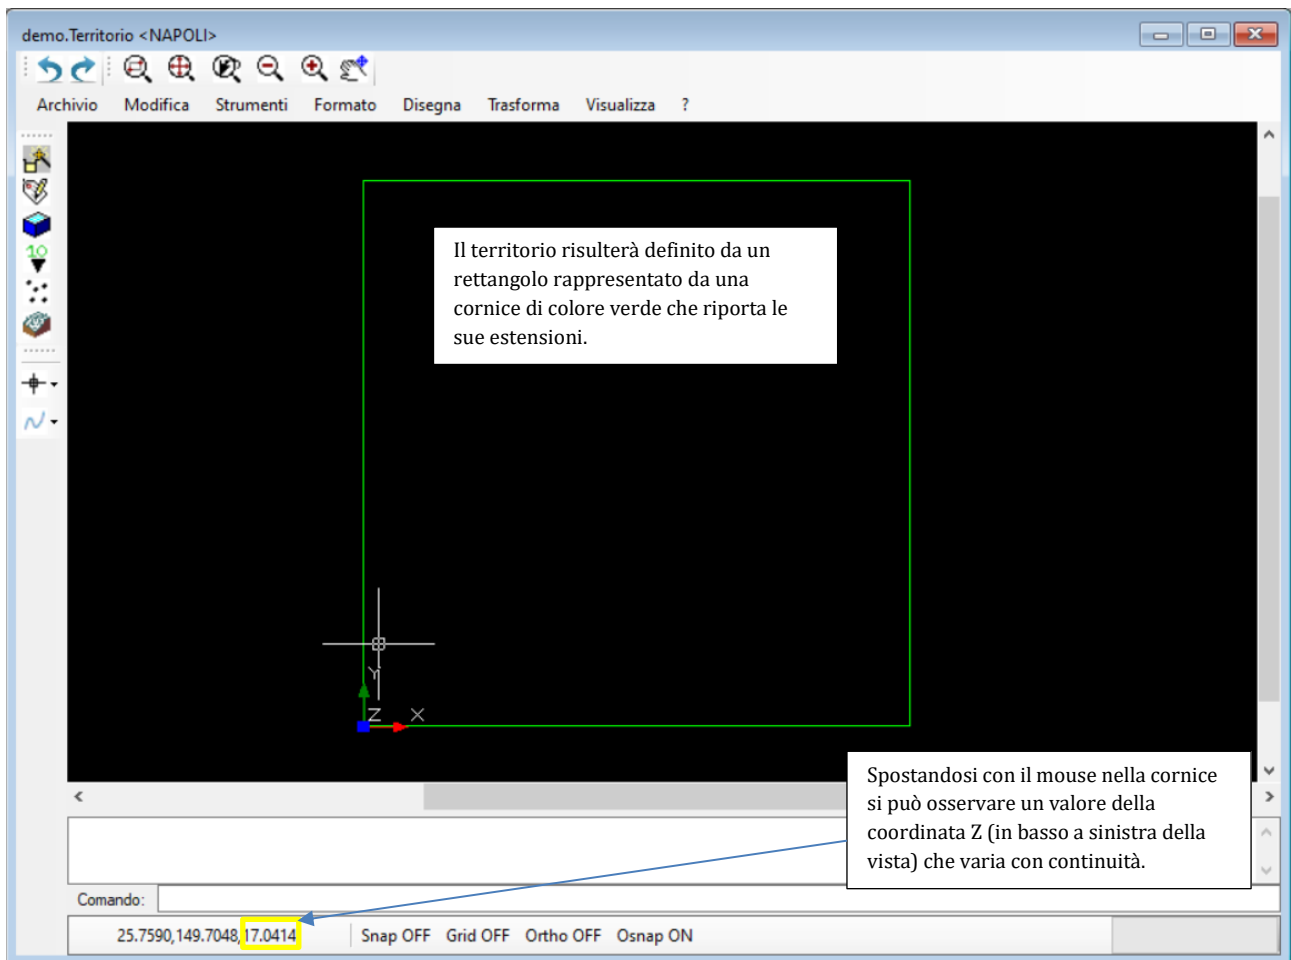 demo.Territorio <NAPOLI>
Archivio Modifica Strumenti Formato Disegna Trasforma Visualizza ?
10
Il territorio risulterà definito da un
rettangolo rappresentato da una
cornice di colore verde che riporta le
sue estensioni.
Y
Z X
Spostandosi con il mouse nella cornice
si può osservare un valore della
coordinata Z (in basso a sinistra della
vista) che varia con continuità.
Comando:
25.7590,149.7048,17.0414 Snap OFF Grid OFF Ortho OFF Osnap ON